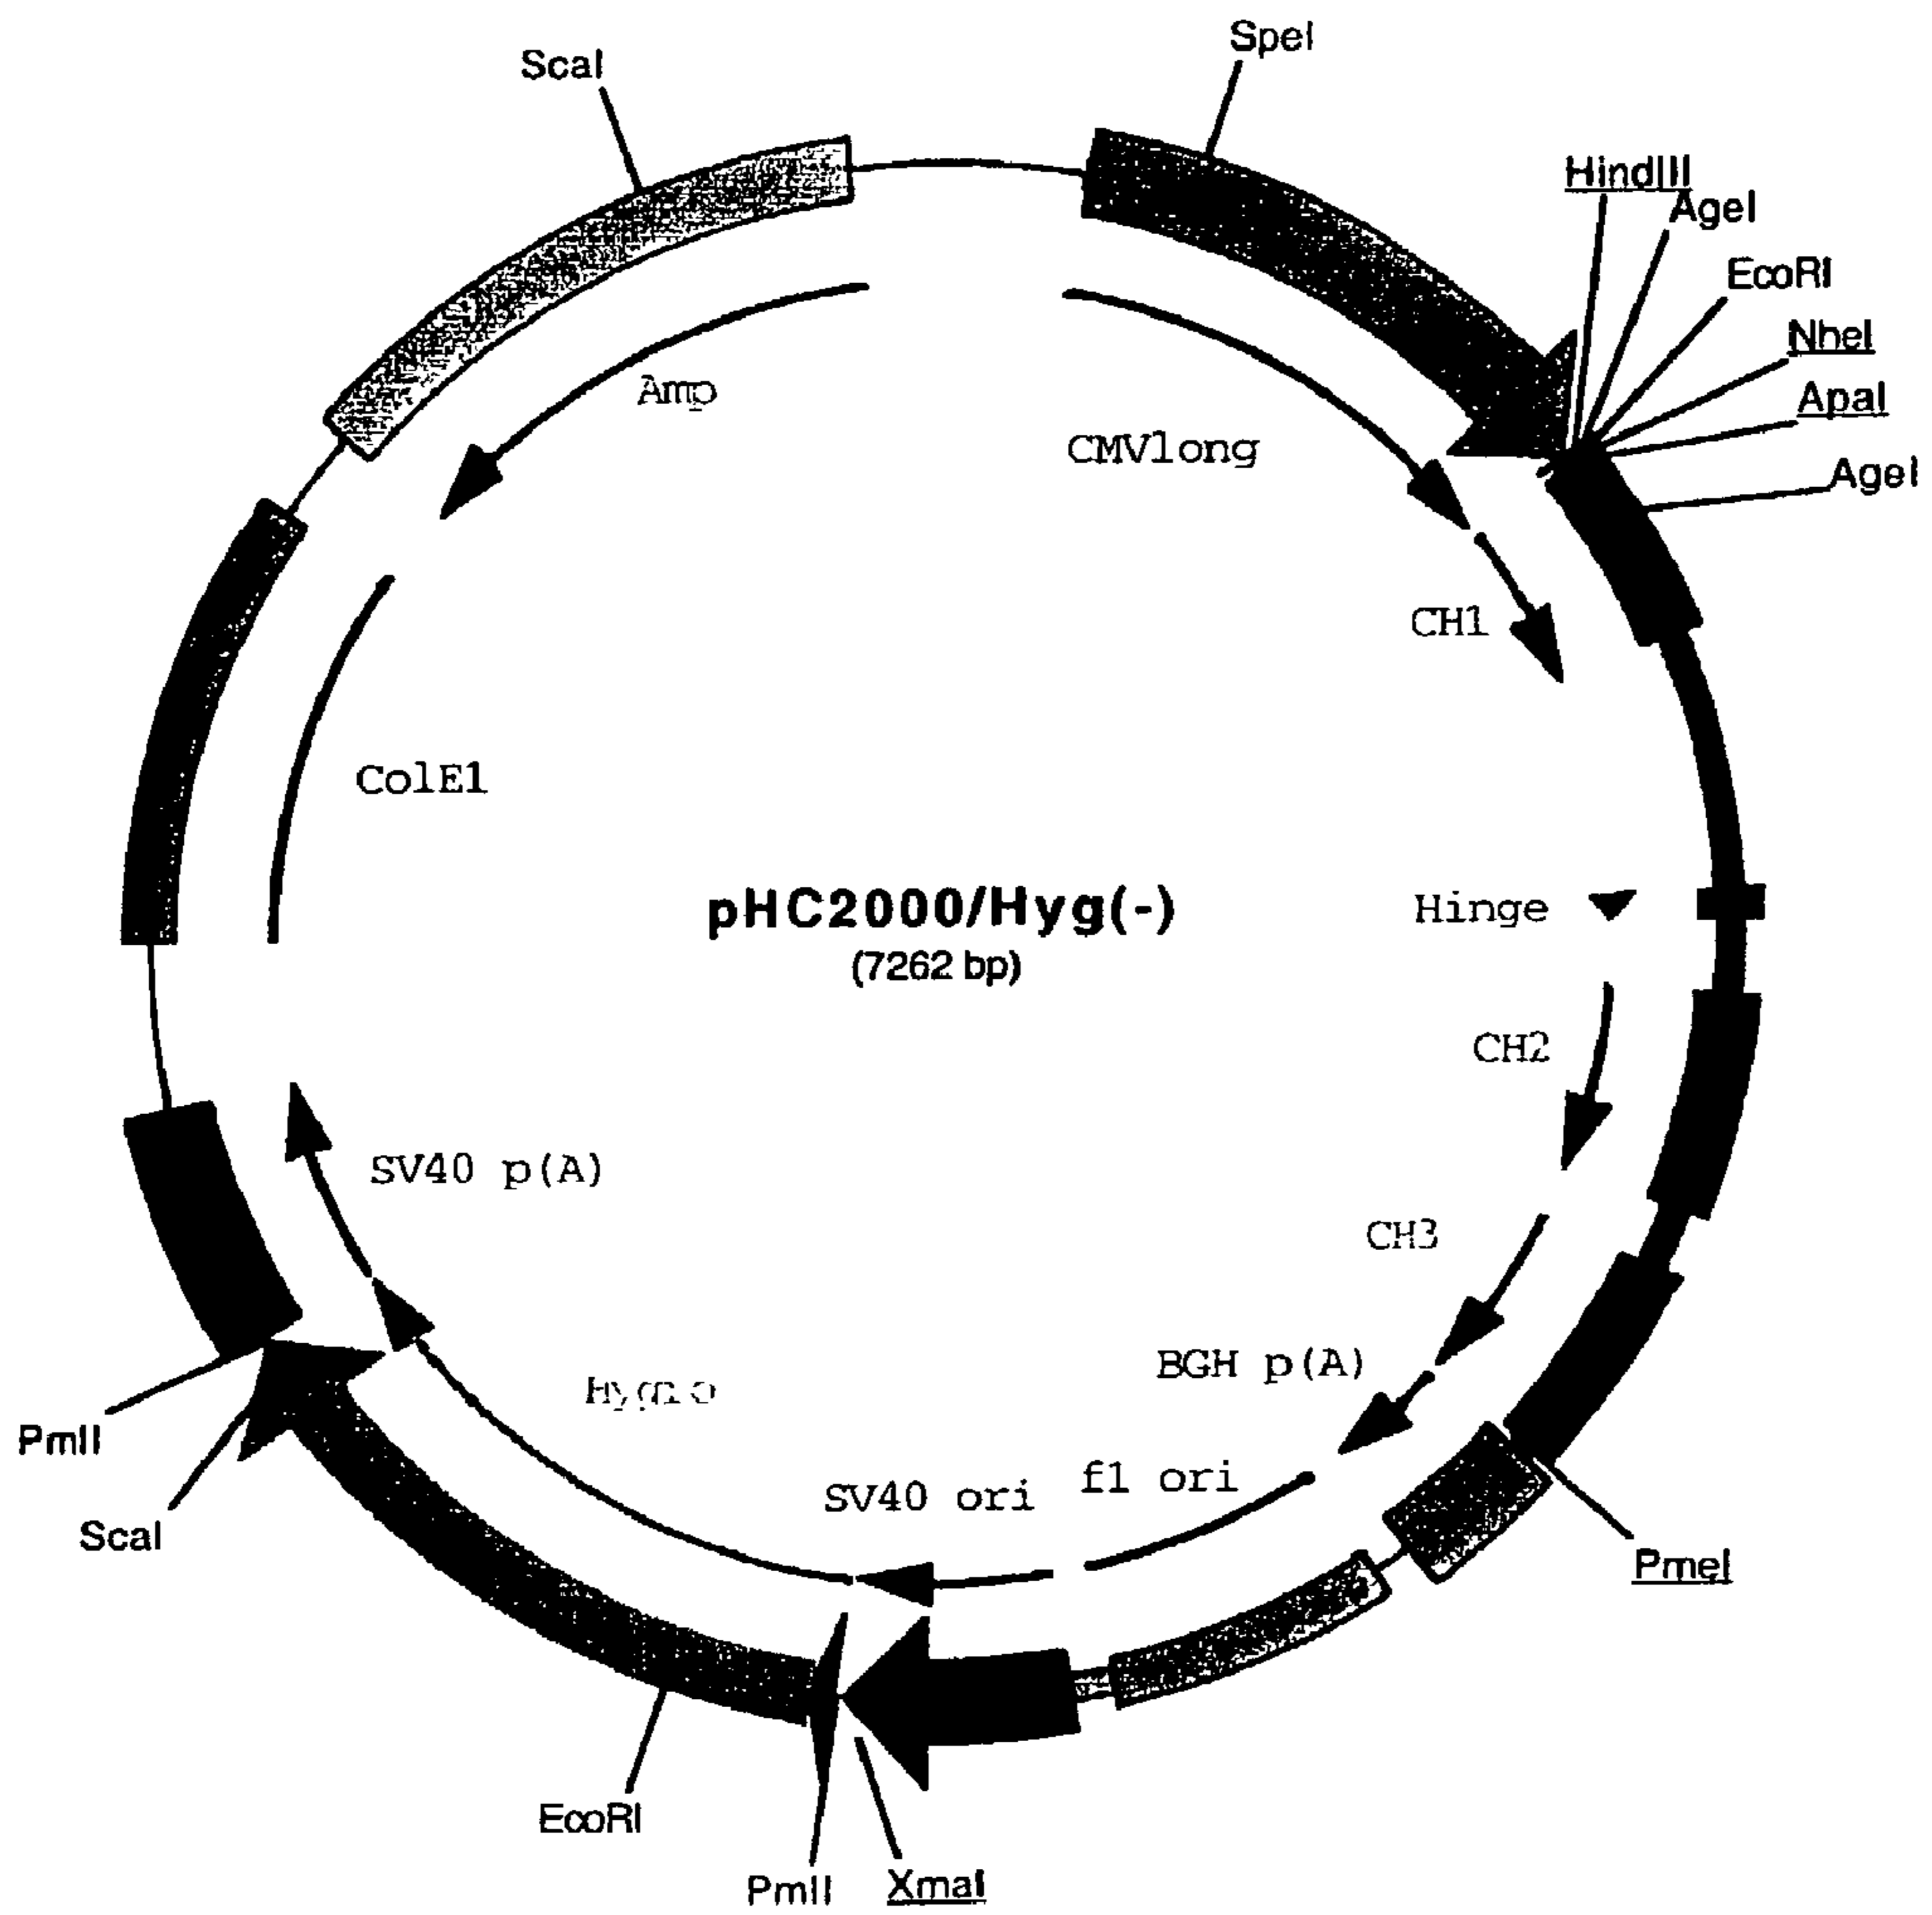 SpeI
ScaI
HindIII
AgeI
EcoRI
NheI
ApaI
AgeI
Amp
CMVlong
CH1
ColE1
pHC2000/Hyg(-)
(7262 bp)
Hinge
CH2
SV40 p(A)
CH3
BGH p(A)
Hygro
SV40 ori
f1 ori
PmlI
ScaI
PmeI
EcoRI
PmlI
XmaI